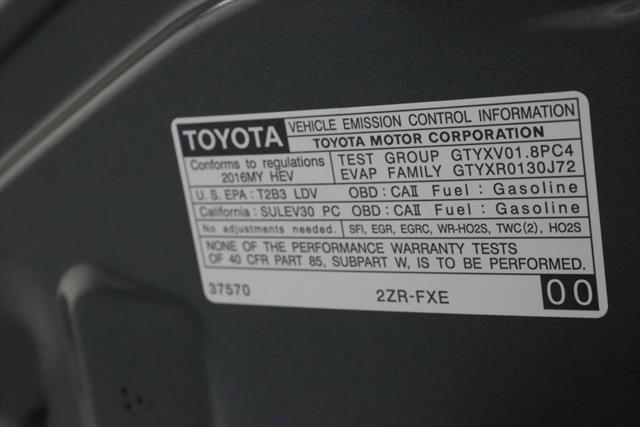 TOYOTA VEHICLE EMISSION CONTROL INFORMATION
TOYOTA MOTOR CORPORATION
Conforms to regulations TEST GROUP GTYXV01.8PC4
2016MY HEV EVAP FAMILY GTYXR0130J72
U.S. EPA : T2B3 LDV OBD : CAII Fuel : Gasoline
California : SULEV30 PC OBD : CAII Fuel : Gasoline
No adjustments needed. SFI, EGR, EGRC, WR-HO2S, TWC(2), HO2S
NONE OF THE PERFORMANCE WARRANTY TESTS
OF 40 CFR PART 85, SUBPART W, IS TO BE PERFORMED.
37570 2ZR-FXE 00